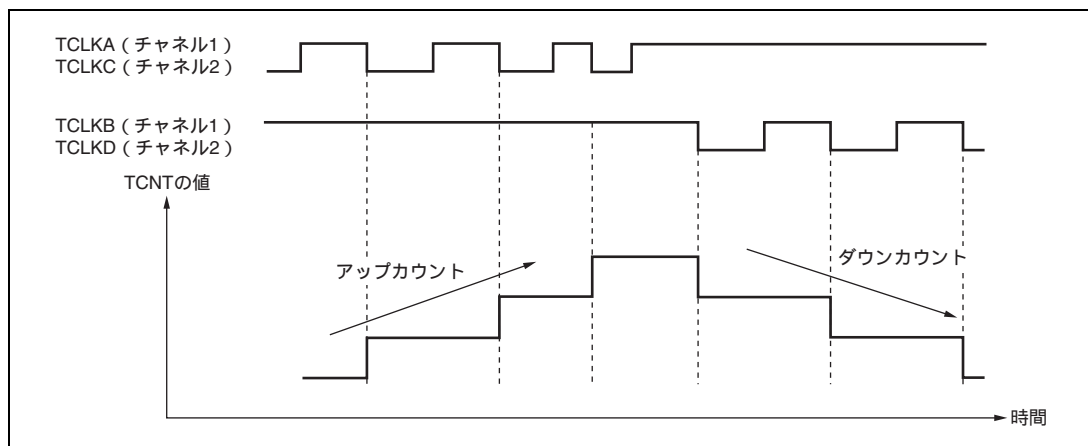 TCLKA（チャネル1）
TCLKC（チャネル2）
TCLKB（チャネル1）
TCLKD（チャネル2）
TCNTの値
アップカウント
ダウンカウント
時間